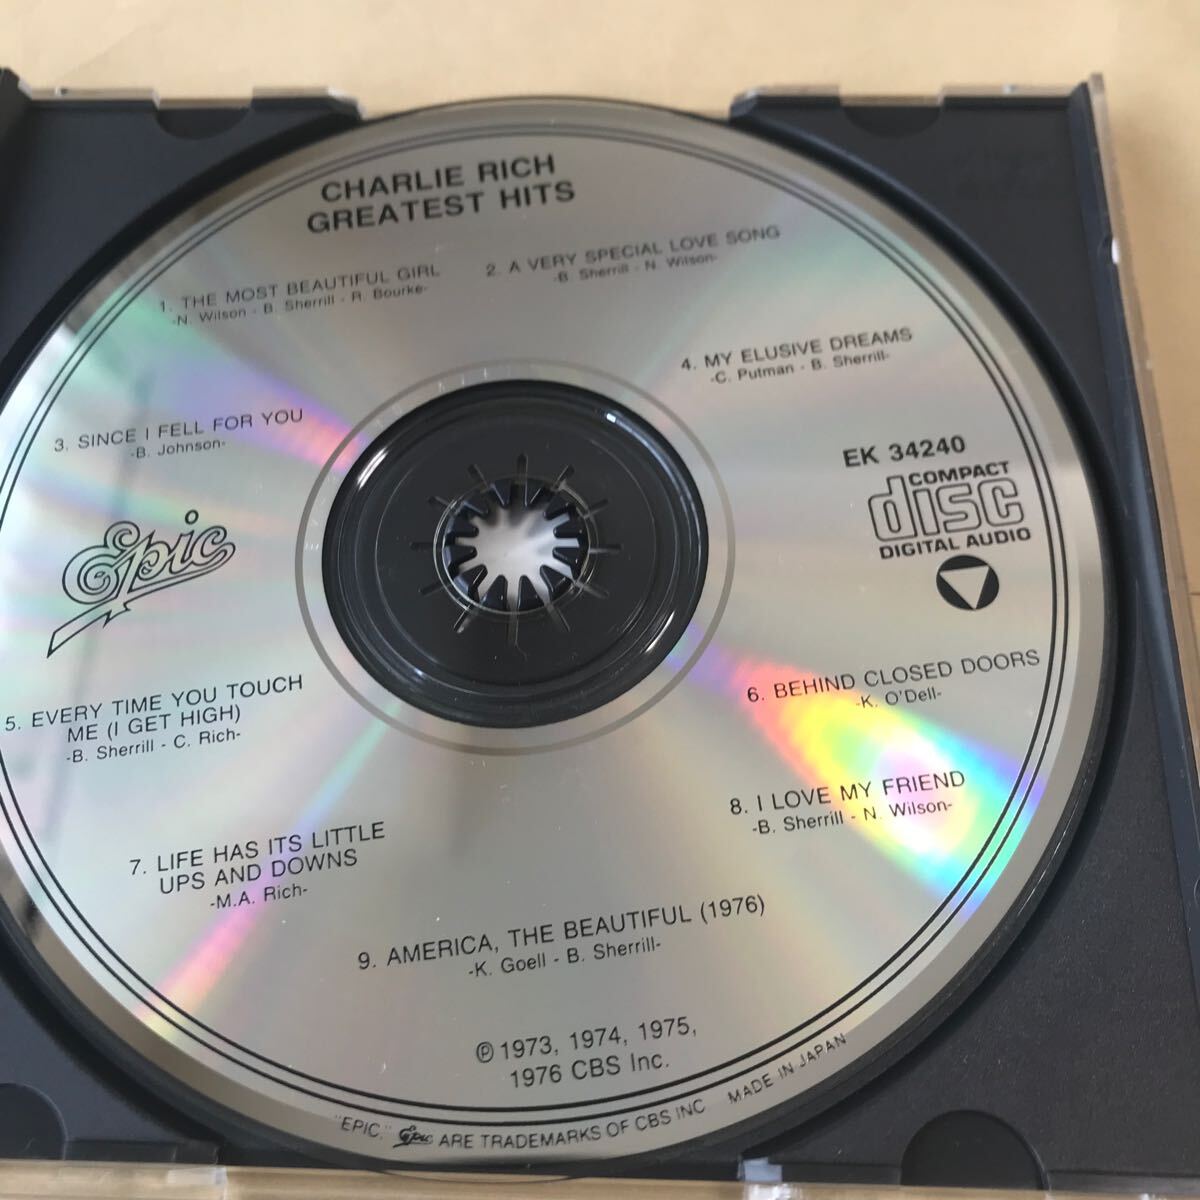 CHARLIE RICH
GREATEST HITS
1. THE MOST BEAUTIFUL GIRL
-N. Wilson - B. Sherrill - R. Bourke-
2. A VERY SPECIAL LOVE SONG
-B. Sherrill - N. Wilson-
3. SINCE I FELL FOR YOU
-B. Johnson-
4. MY ELUSIVE DREAMS
-C. Putman - B. Sherrill-
EK 34240
COMPACT
disc
DIGITAL AUDIO
Epic
5. EVERY TIME YOU TOUCH
ME (I GET HIGH)
-B. Sherrill - C. Rich-
6. BEHIND CLOSED DOORS
-K. O'Dell-
7. LIFE HAS ITS LITTLE
UPS AND DOWNS
-M.A. Rich-
8. I LOVE MY FRIEND
-B. Sherrill - N. Wilson-
9. AMERICA, THE BEAUTIFUL (1976)
-K. Goell - B. Sherrill-
℗ 1973, 1974, 1975,
1976 CBS Inc.
"EPIC," Epic ARE TRADEMARKS OF CBS INC MADE IN JAPAN